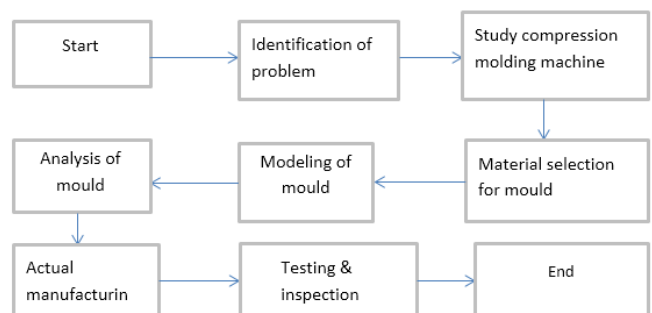 Start
Identification of
problem
Study compression
molding machine
Material selection
for mould
Modeling of
mould
Analysis of
mould
Actual
manufacturin
Testing &
inspection
End